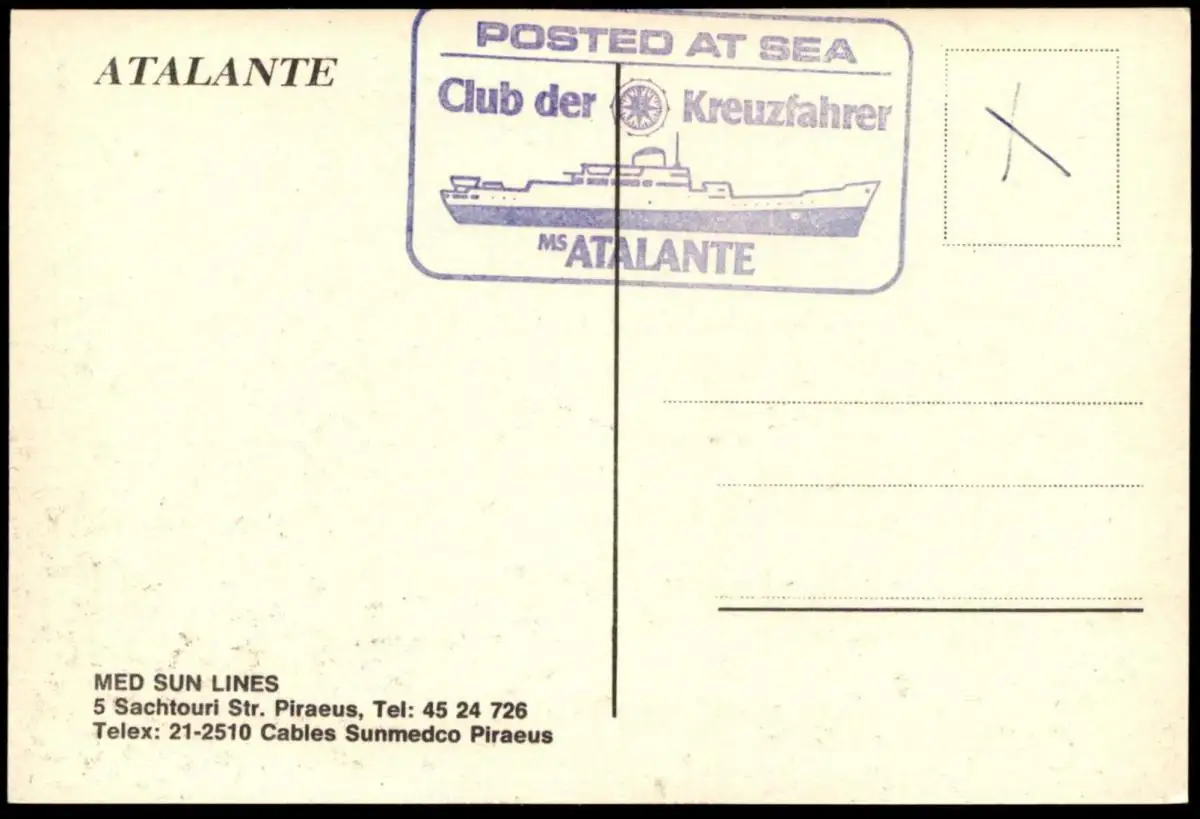 ATALANTE
POSTED AT SEA
Club der Kreuzfahrer
MS ATALANTE
MED SUN LINES
5 Sachtouri Str. Piraeus, Tel: 45 24 726
Telex: 21-2510 Cables Sunmedco Piraeus